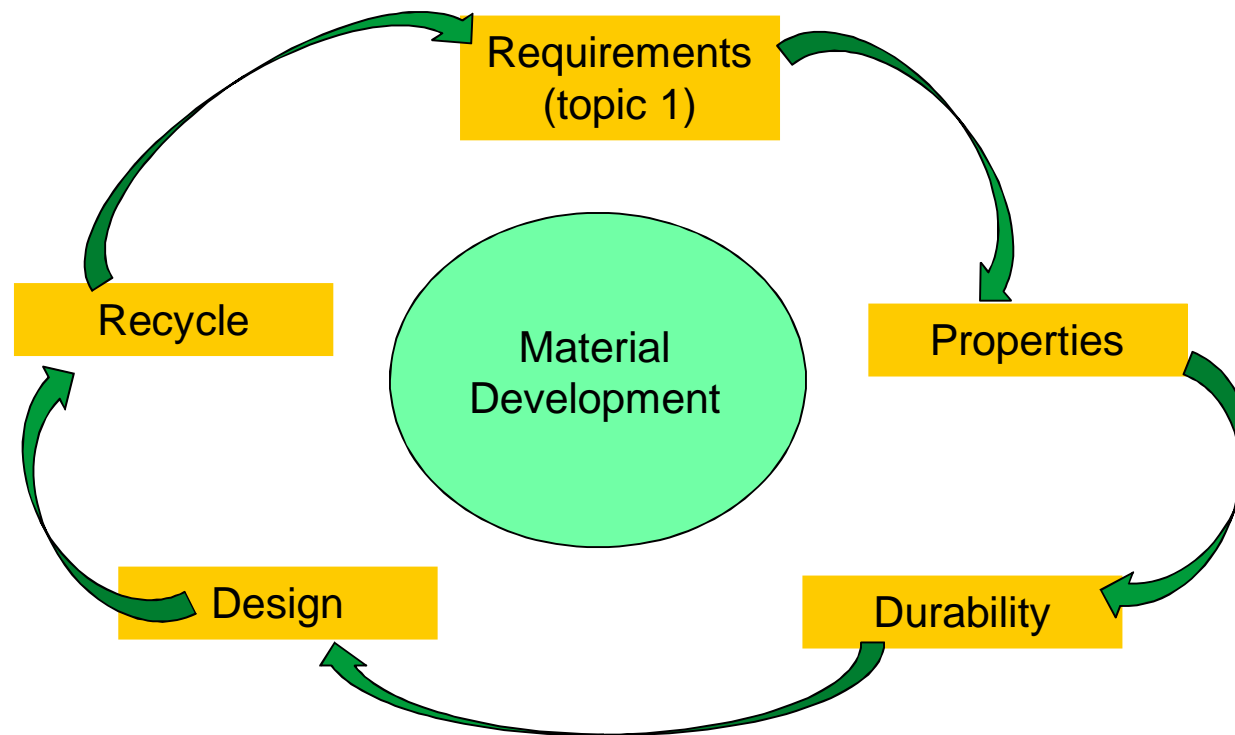 Requirements
(topic 1)
Recycle
Properties
Material
Development
Design
Durability